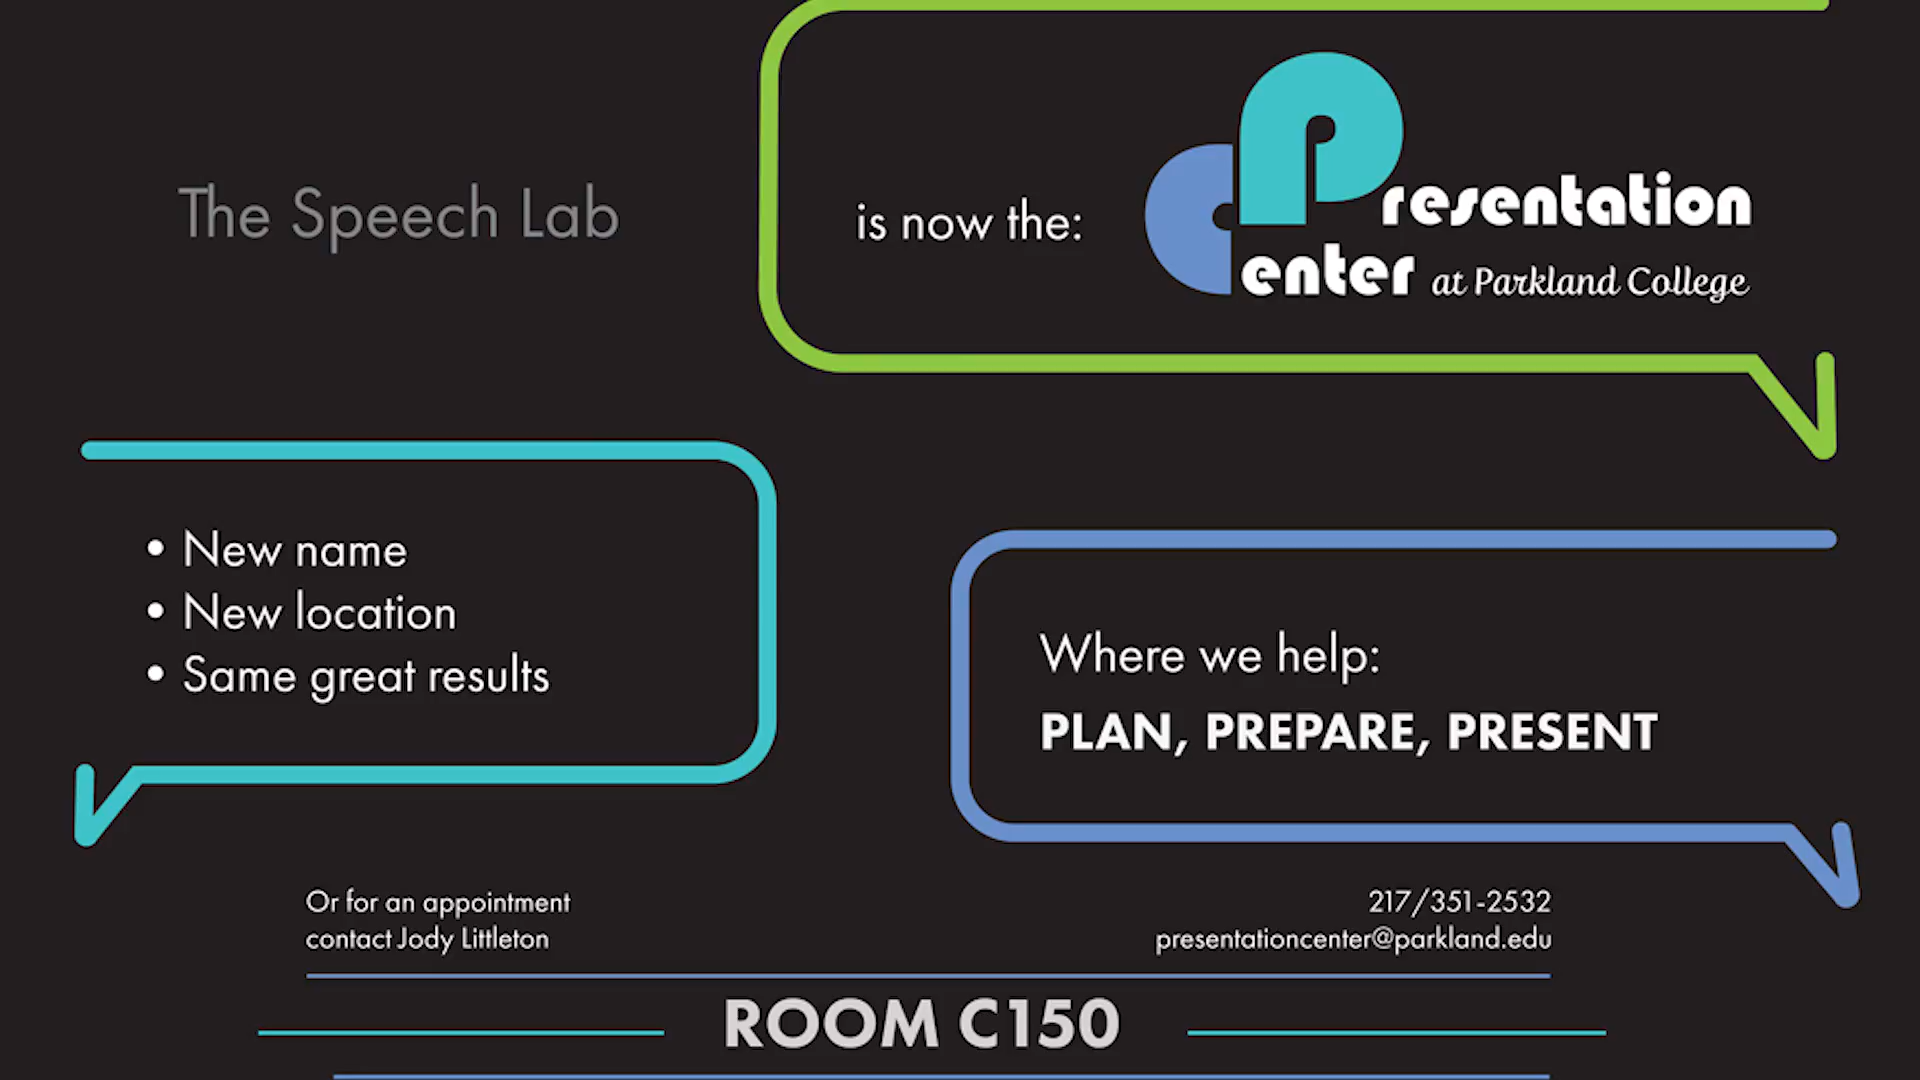 The Speech Lab
is now the:
Presentation
Center at Parkland College
• New name
• New location
• Same great results
Where we help:
PLAN, PREPARE, PRESENT
Or for an appointment
contact Jody Littleton
217/351-2532
presentationcenter@parkland.edu
ROOM C150